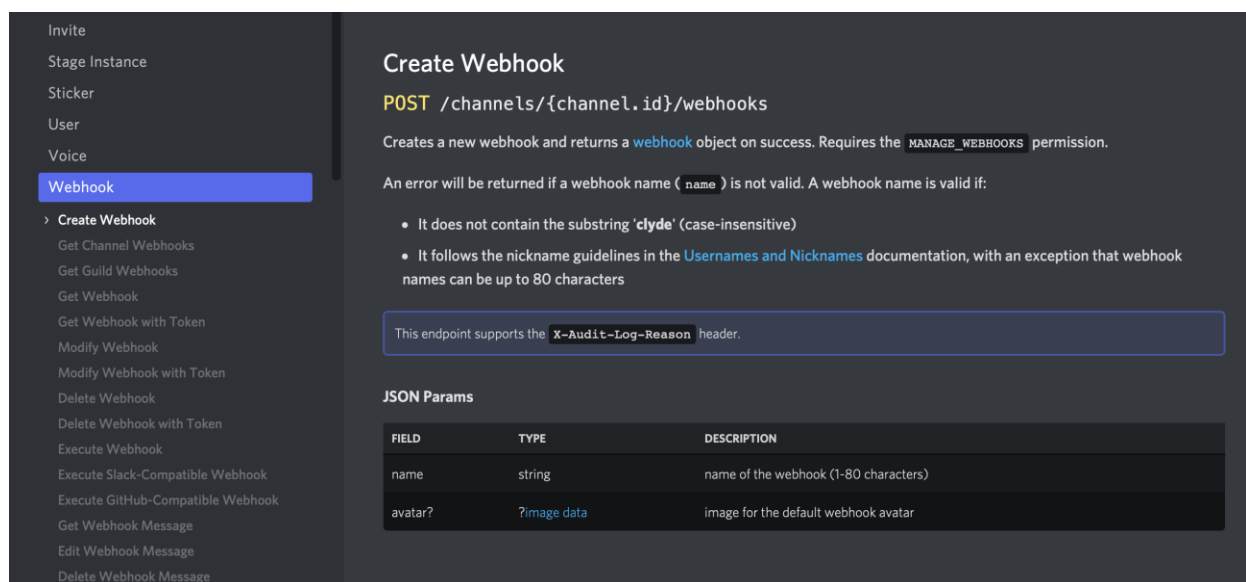 Invite
Stage Instance
Sticker
User
Voice
Webhook
› Create Webhook
Get Channel Webhooks
Get Guild Webhooks
Get Webhook
Get Webhook with Token
Modify Webhook
Modify Webhook with Token
Delete Webhook
Delete Webhook with Token
Execute Webhook
Execute Slack-Compatible Webhook
Execute GitHub-Compatible Webhook
Get Webhook Message
Edit Webhook Message
Delete Webhook Message
Create Webhook
POST /channels/{channel.id}/webhooks
Creates a new webhook and returns a webhook object on success. Requires the MANAGE_WEBHOOKS permission.
An error will be returned if a webhook name ( name ) is not valid. A webhook name is valid if:
• It does not contain the substring 'clyde' (case-insensitive)
• It follows the nickname guidelines in the Usernames and Nicknames documentation, with an exception that webhook
names can be up to 80 characters
This endpoint supports the X-Audit-Log-Reason header.
JSON Params
FIELD TYPE DESCRIPTION
name string name of the webhook (1-80 characters)
avatar? ?image data image for the default webhook avatar